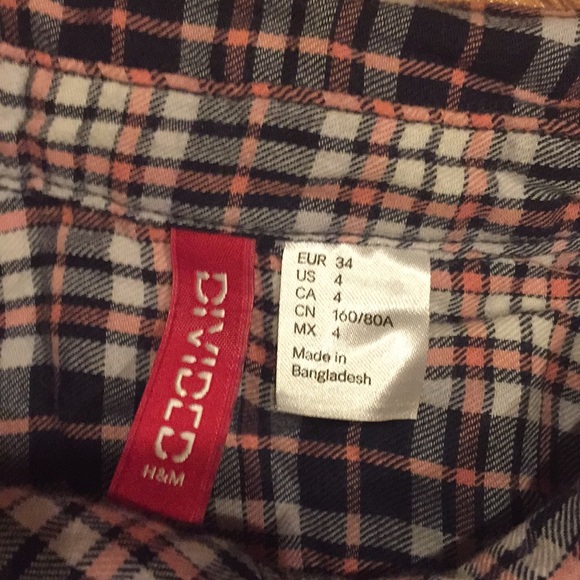 DIVIDED
H&M
EUR 34
US 4
CA 4
CN 160/80A
MX 4
Made in
Bangladesh